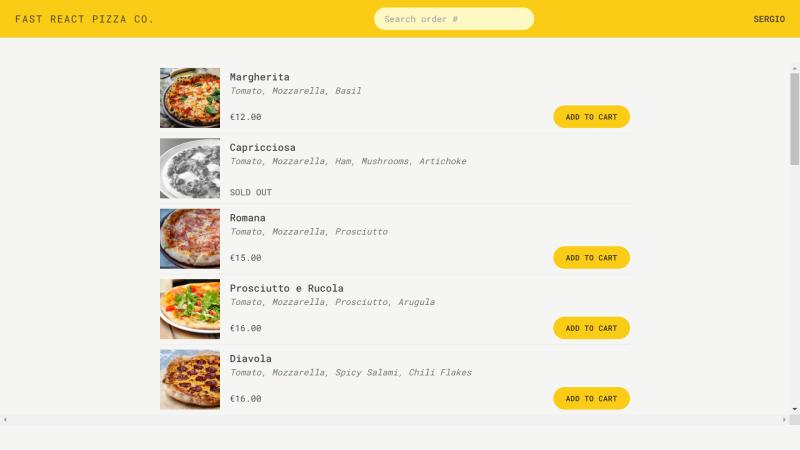 FAST REACT PIZZA CO.
Search order #
SERGIO
Margherita
Tomato, Mozzarella, Basil
€12.00
ADD TO CART
Capricciosa
Tomato, Mozzarella, Ham, Mushrooms, Artichoke
SOLD OUT
Romana
Tomato, Mozzarella, Prosciutto
€15.00
ADD TO CART
Prosciutto e Rucola
Tomato, Mozzarella, Prosciutto, Arugula
€16.00
ADD TO CART
Diavola
Tomato, Mozzarella, Spicy Salami, Chili Flakes
€16.00
ADD TO CART